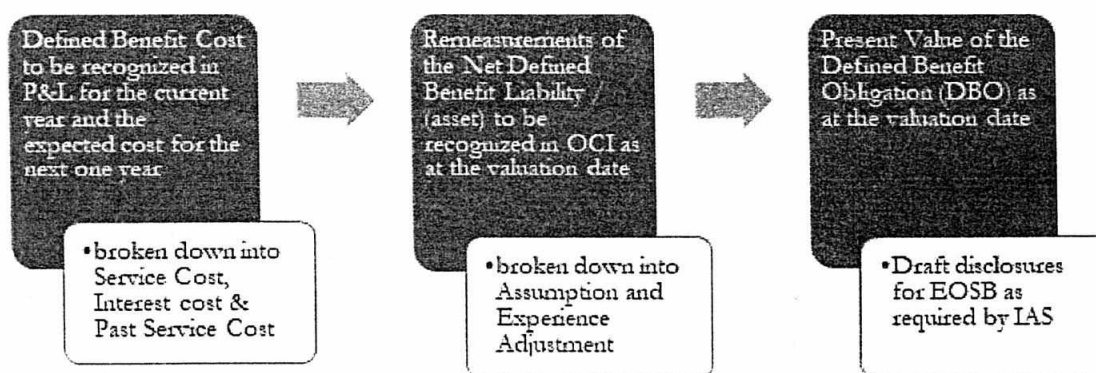 Defined Benefit Cost
to be recognized in
P&L for the current
year and the
expected cost for the
next one year
•broken down into
Service Cost,
Interest cost &
Past Service Cost
Remeasurements of
the Net Defined
Benefit Liability /
(asset) to be
recognized in OCI as
at the valuation date
•broken down into
Assumption and
Experience
Adjustment
Present Value of the
Defined Benefit
Obligation (DBO) as
at the valuation date
•Draft disclosures
for EOSB as
required by IAS